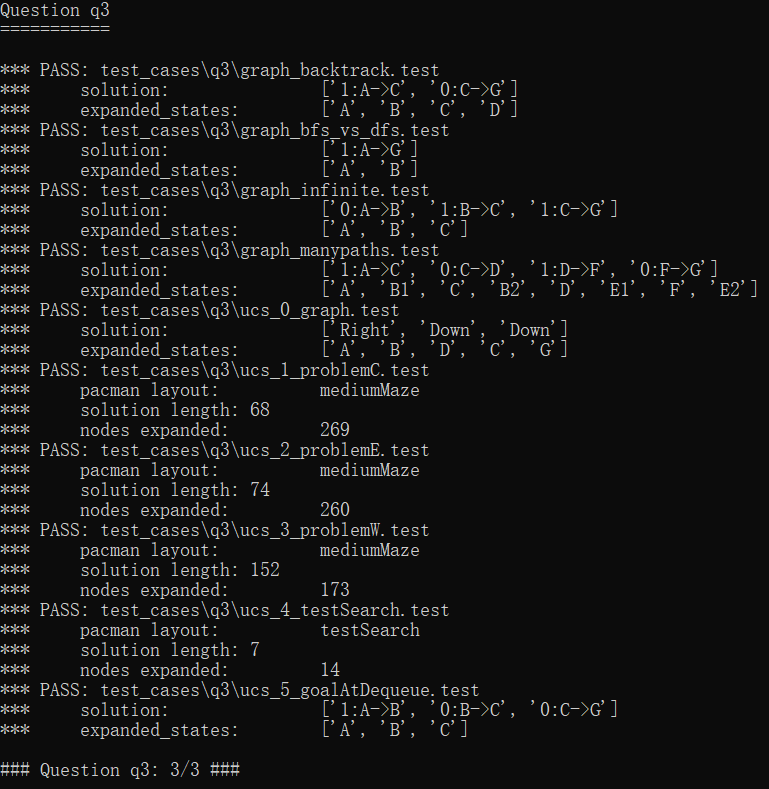 Question q3
===========
*** PASS: test_cases\q3\graph_backtrack.test
***     solution:               ['1:A->C', '0:C->G']
***     expanded_states:        ['A', 'B', 'C', 'D']
*** PASS: test_cases\q3\graph_bfs_vs_dfs.test
***     solution:               ['1:A->G']
***     expanded_states:        ['A', 'B']
*** PASS: test_cases\q3\graph_infinite.test
***     solution:               ['0:A->B', '1:B->C', '1:C->G']
***     expanded_states:        ['A', 'B', 'C']
*** PASS: test_cases\q3\graph_manypaths.test
***     solution:               ['1:A->C', '0:C->D', '1:D->F', '0:F->G']
***     expanded_states:        ['A', 'B1', 'C', 'B2', 'D', 'E1', 'F', 'E2']
*** PASS: test_cases\q3\ucs_0_graph.test
***     solution:               ['Right', 'Down', 'Down']
***     expanded_states:        ['A', 'B', 'D', 'C', 'G']
*** PASS: test_cases\q3\ucs_1_problemC.test
***     pacman layout:          mediumMaze
***     solution length: 68
***     nodes expanded:         269
*** PASS: test_cases\q3\ucs_2_problemE.test
***     pacman layout:          mediumMaze
***     solution length: 74
***     nodes expanded:         260
*** PASS: test_cases\q3\ucs_3_problemW.test
***     pacman layout:          mediumMaze
***     solution length: 152
***     nodes expanded:         173
*** PASS: test_cases\q3\ucs_4_testSearch.test
***     pacman layout:          testSearch
***     solution length: 7
***     nodes expanded:         14
*** PASS: test_cases\q3\ucs_5_goalAtDequeue.test
***     solution:               ['1:A->B', '0:B->C', '0:C->G']
***     expanded_states:        ['A', 'B', 'C']
### Question q3: 3/3 ###